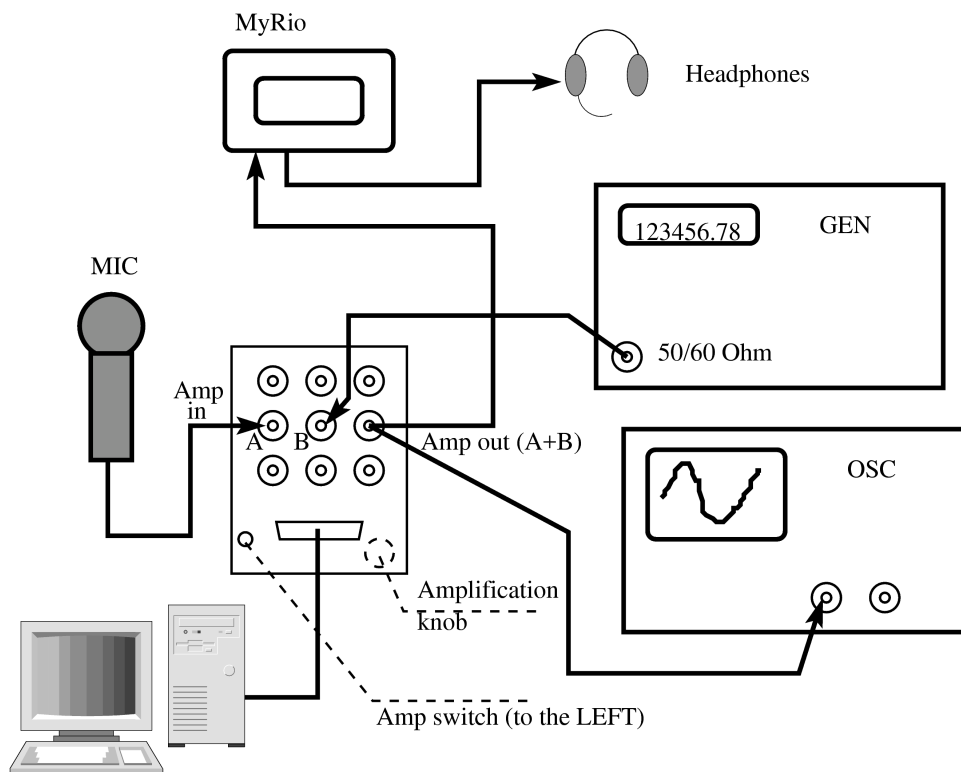 MyRio
Headphones
123456.78
GEN
MIC
50/60 Ohm
Amp
in
A
B
Amp out (A+B)
OSC
Amplification
knob
Amp switch (to the LEFT)